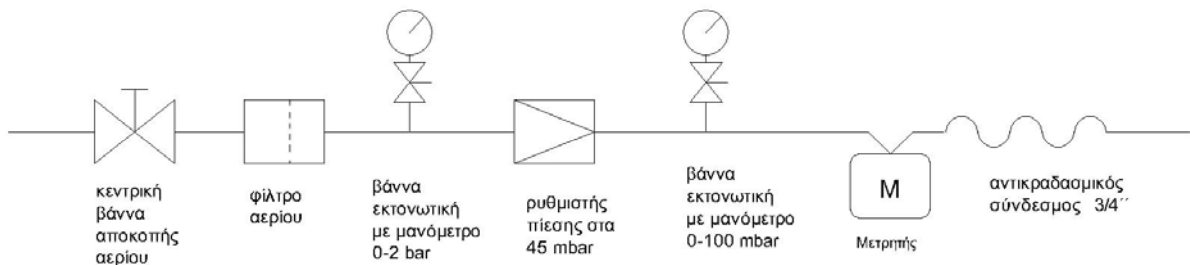 κεντρική
βάννα
αποκοπής
αερίου
φίλτρο
αερίου
βάννα
εκτονωτική
με μανόμετρο
0-2 bar
ρυθμιστής
πίεσης στα
45 mbar
βάννα
εκτονωτική
με μανόμετρο
0-100 mbar
M
Μετρητής
αντικραδασμικός
σύνδεσμος 3/4΄΄